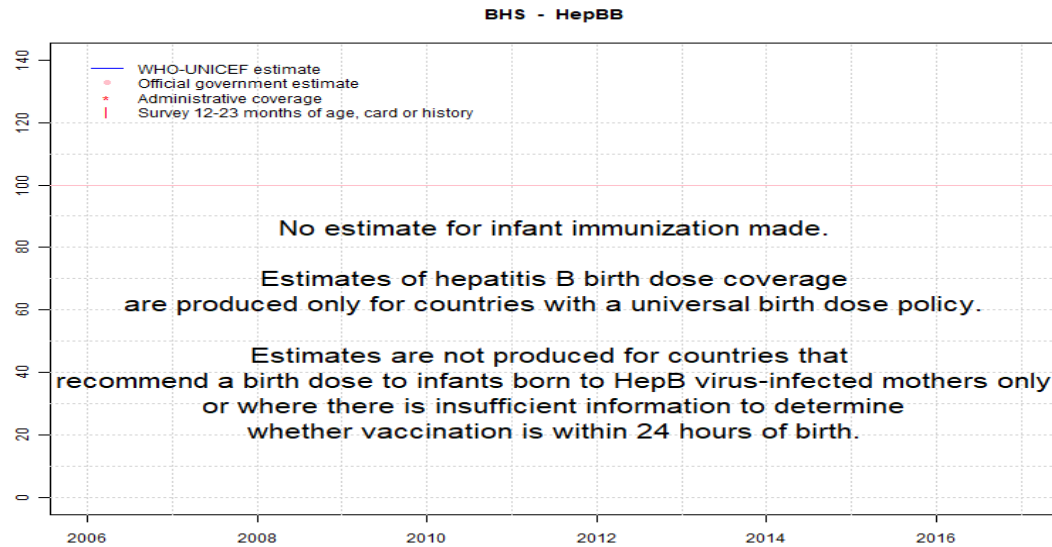 BHS - HepBB
WHO-UNICEF estimate
Official government estimate
Administrative coverage
Survey 12-23 months of age, card or history
140
120
100
80
60
40
20
0
No estimate for infant immunization made.
Estimates of hepatitis B birth dose coverage
are produced only for countries with a universal birth dose policy.
Estimates are not produced for countries that
recommend a birth dose to infants born to HepB virus-infected mothers only
or where there is insufficient information to determine
whether vaccination is within 24 hours of birth.
2006 2008 2010 2012 2014 2016